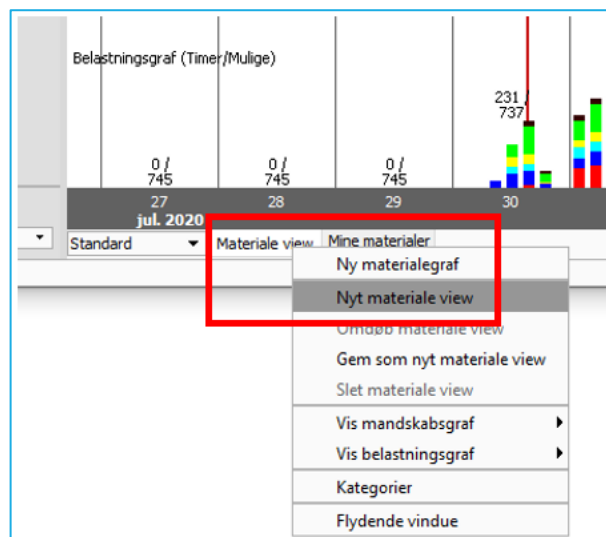 Belastningsgraf (Timer/Mulige)
231 /
737
0 /
745
0 /
745
0 /
745
27
28
29
30
jul. 2020
Standard
Materiale view
Mine materialer
Ny materialegraf
Nyt materiale view
Omdøb materiale view
Gem som nyt materiale view
Slet materiale view
Vis mandskabsgraf
Vis belastningsgraf
Kategorier
Flydende vindue